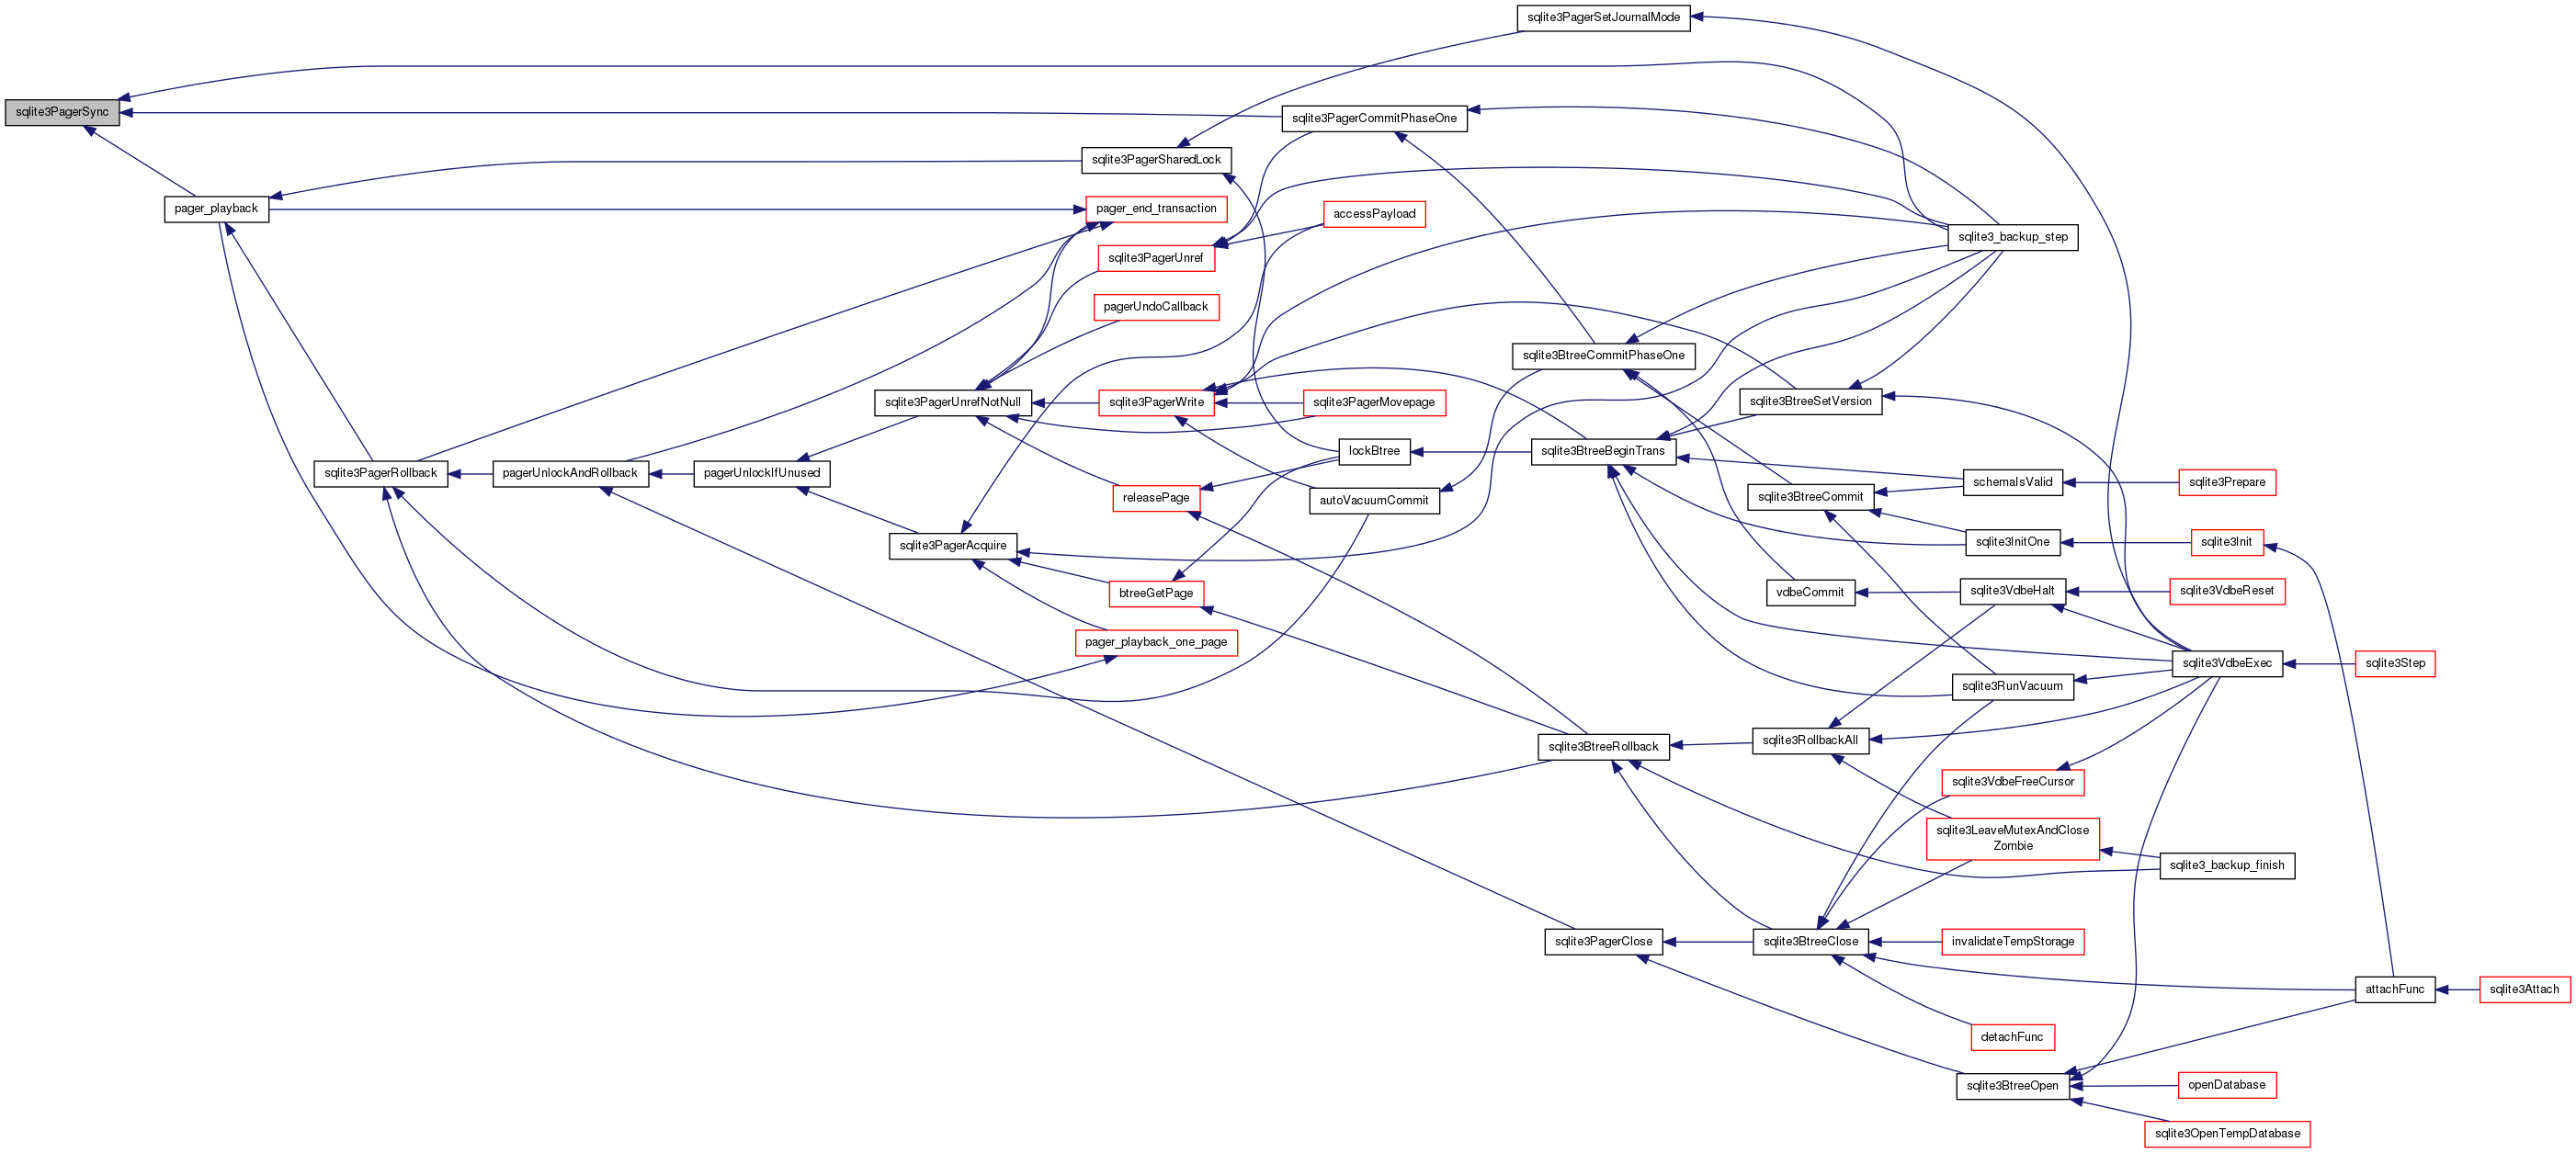 sqlite3PagerSetJournalMode
sqlite3PagerSync
sqlite3PagerCommitPhaseOne
sqlite3PagerSharedLock
pager_playback
pager_end_transaction
accessPayload
sqlite3_backup_step
sqlite3PagerUnref
pagerUndoCallback
sqlite3BtreeCommitPhaseOne
sqlite3PagerUnrefNotNull
sqlite3PagerWrite
sqlite3PagerMovepage
sqlite3BtreeSetVersion
lockBtree
sqlite3BtreeBeginTrans
sqlite3PagerRollback
pagerUnlockAndRollback
pagerUnlockIfUnused
schemaIsValid
sqlite3Prepare
releasePage
autoVacuumCommit
sqlite3BtreeCommit
sqlite3PagerAcquire
sqlite3InitOne
sqlite3Init
btreeGetPage
vdbeCommit
sqlite3VdbeHalt
sqlite3VdbeReset
pager_playback_one_page
sqlite3VdbeExec
sqlite3Step
sqlite3RunVacuum
sqlite3BtreeRollback
sqlite3RollbackAll
sqlite3VdbeFreeCursor
sqlite3LeaveMutexAndClose
Zombie
sqlite3_backup_finish
sqlite3PagerClose
sqlite3BtreeClose
invalidateTempStorage
attachFunc
sqlite3Attach
detachFunc
sqlite3BtreeOpen
openDatabase
sqlite3OpenTempDatabase